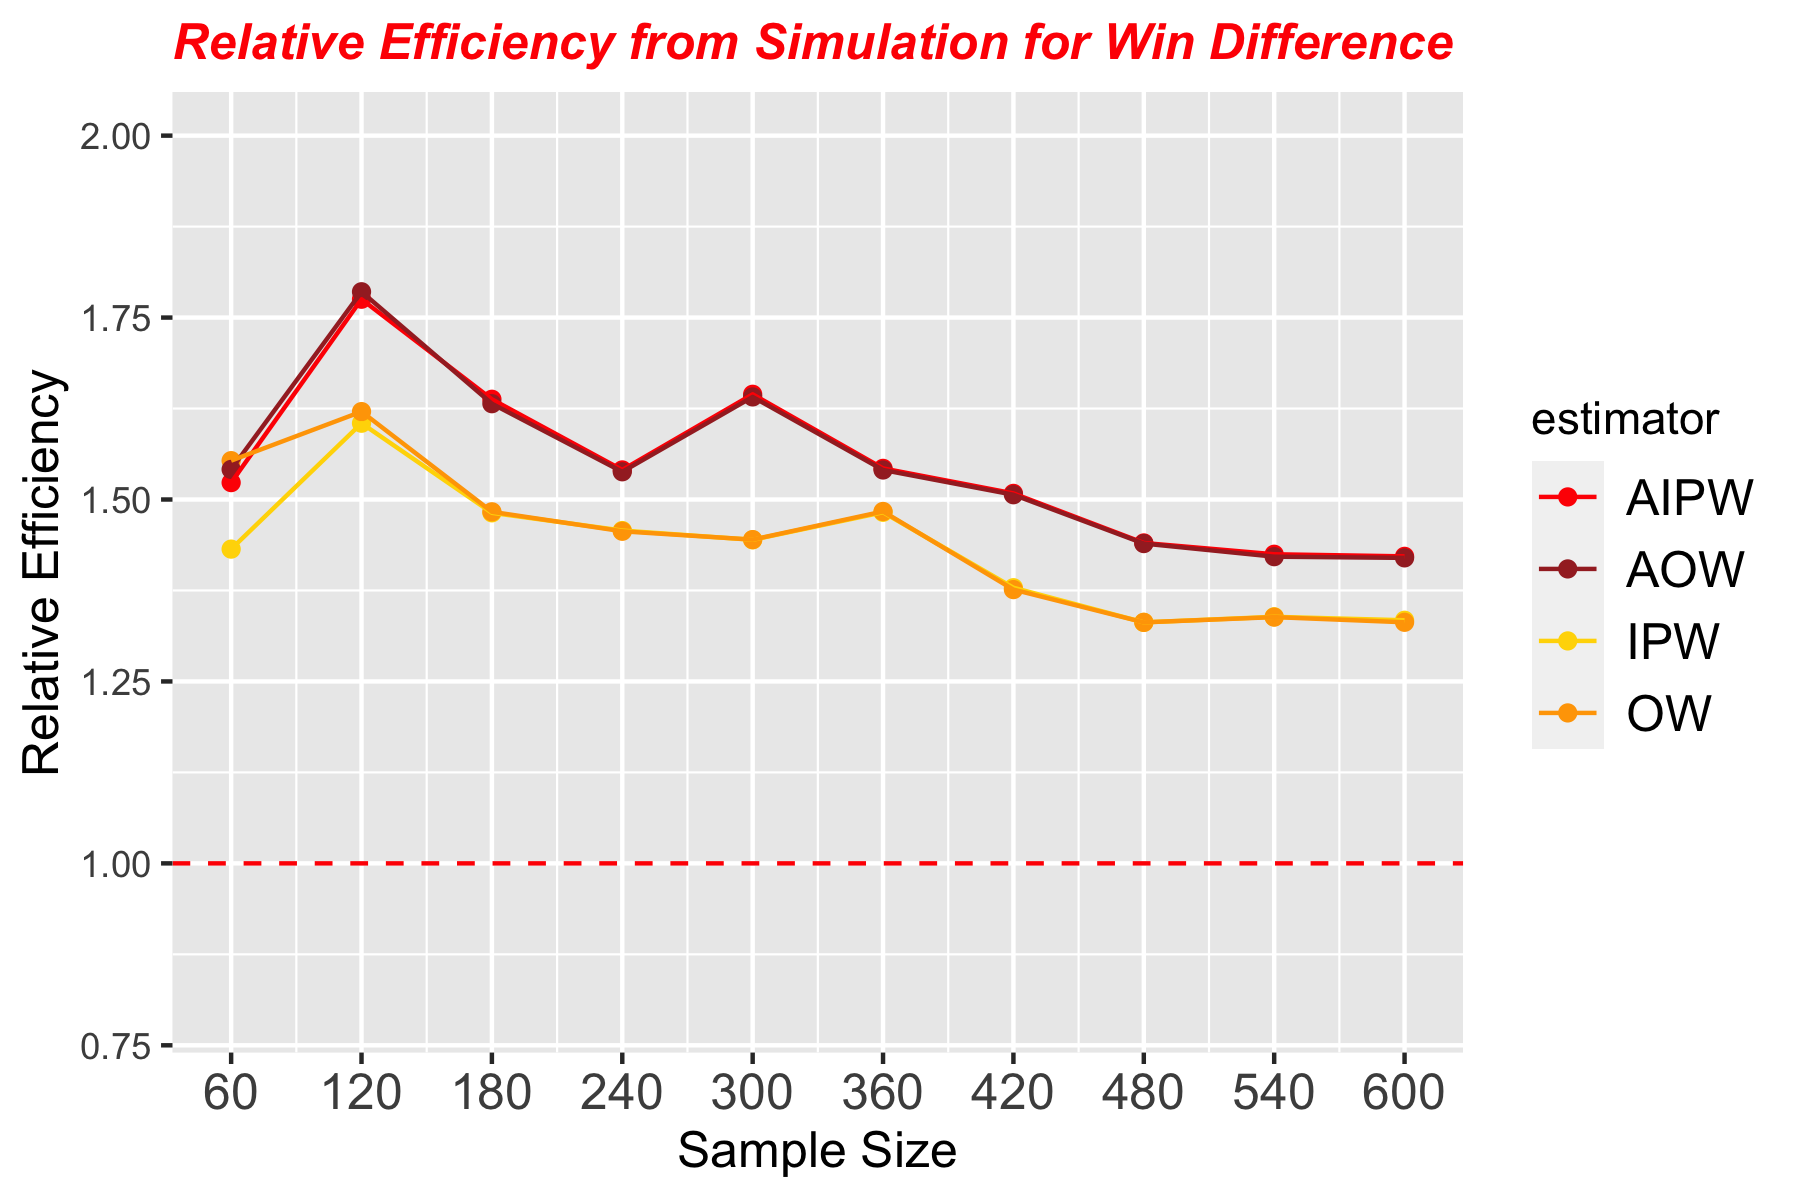 Relative Efficiency from Simulation for Win Difference
Relative Efficiency
2.00
1.75
1.50
1.25
1.00
0.75
60 120 180 240 300 360 420 480 540 600
Sample Size
estimator
AIPW
AOW
IPW
OW